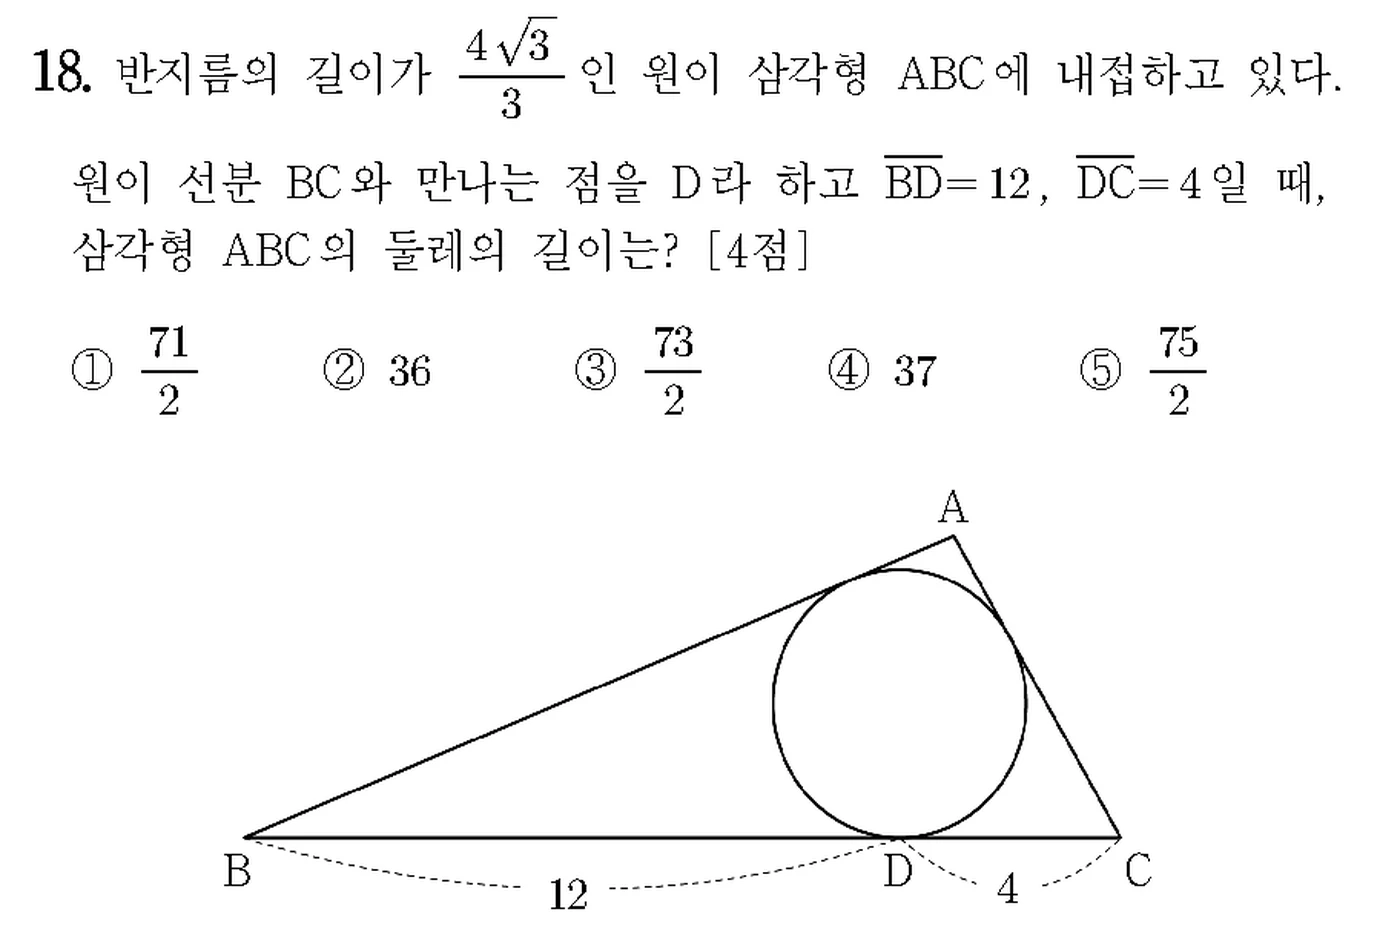 18. 반지름의 길이가 4√3/3 인 원이 삼각형 ABC에 내접하고 있다.
원이 선분 BC와 만나는 점을 D라 하고 B̅D̅=12, D̅C̅=4일 때,
삼각형 ABC의 둘레의 길이는? [4점]
① 71/2 ② 36 ③ 73/2 ④ 37 ⑤ 75/2
A
B D C
12 4